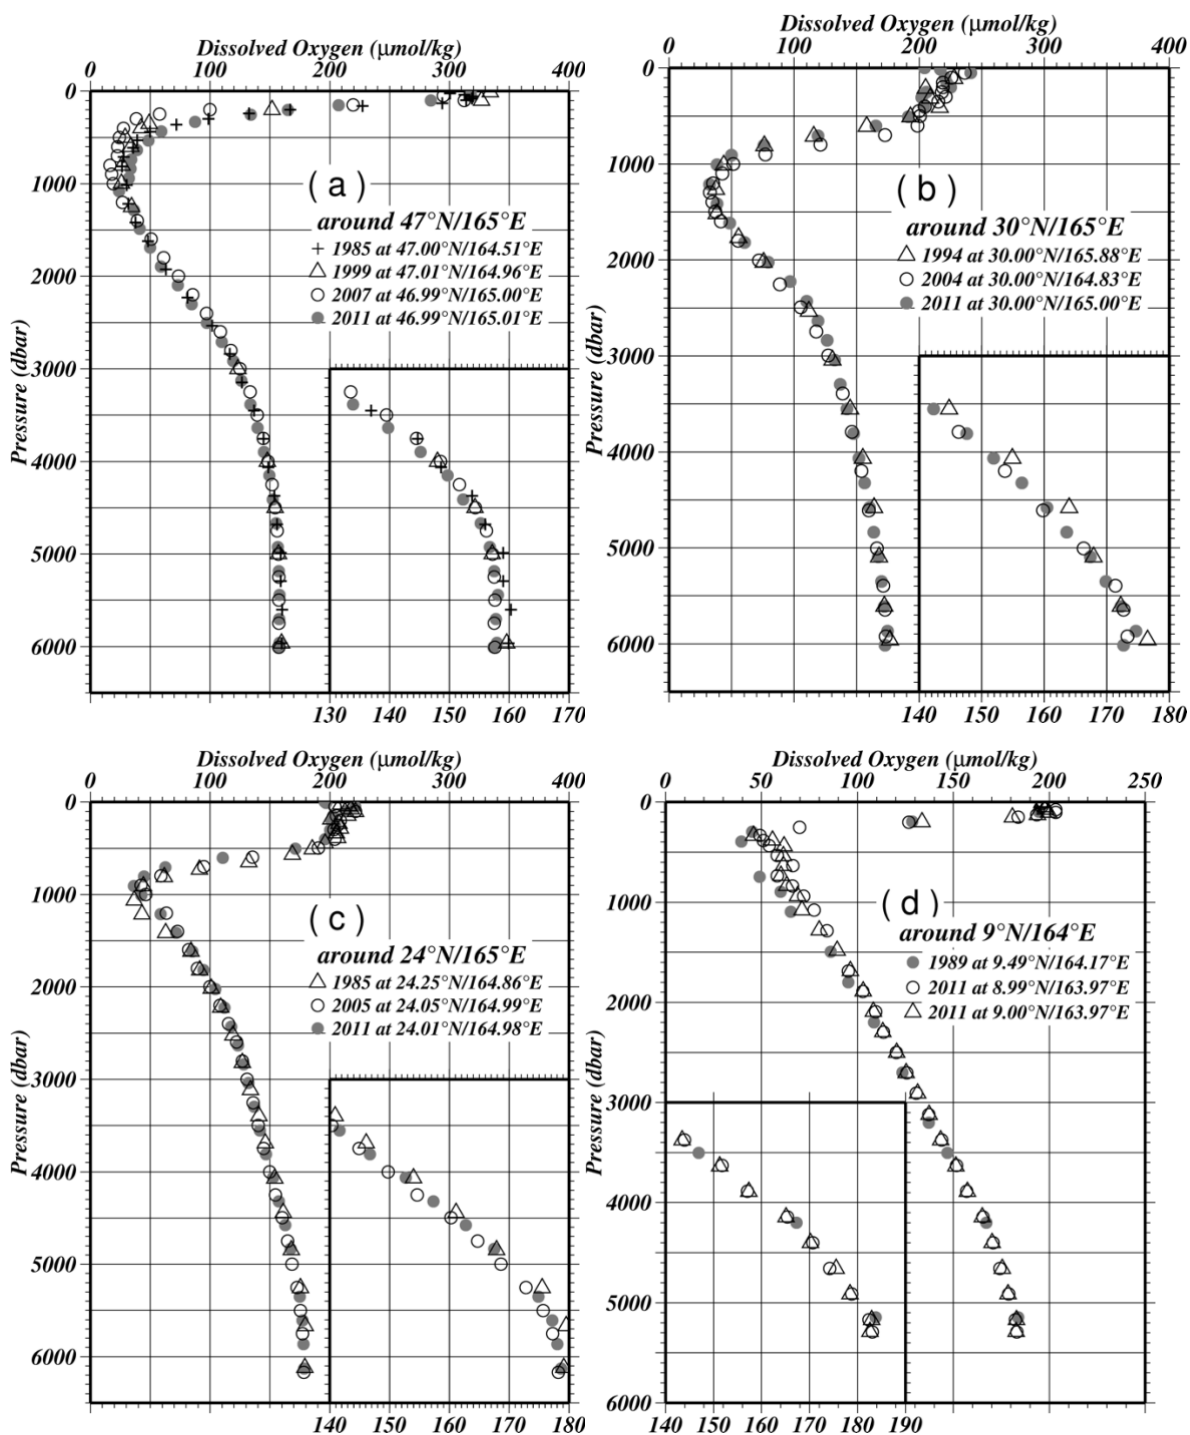 Dissolved Oxygen (μmol/kg)
0 100 200 300 400
0
1000
2000
3000
4000
5000
6000
Pressure (dbar)
( a )
around 47°N/165°E
1985 at 47.00°N/164.51°E
1999 at 47.01°N/164.96°E
2007 at 46.99°N/165.00°E
2011 at 46.99°N/165.01°E
130 140 150 160 170
Dissolved Oxygen (μmol/kg)
0 100 200 300 400
0
1000
2000
3000
4000
5000
6000
Pressure (dbar)
( b )
around 30°N/165°E
1994 at 30.00°N/165.88°E
2004 at 30.00°N/164.83°E
2011 at 30.00°N/165.00°E
140 150 160 170 180
Dissolved Oxygen (μmol/kg)
0 100 200 300 400
0
1000
2000
3000
4000
5000
6000
Pressure (dbar)
( c )
around 24°N/165°E
1985 at 24.25°N/164.86°E
2005 at 24.05°N/164.99°E
2011 at 24.01°N/164.98°E
140 150 160 170 180
Dissolved Oxygen (μmol/kg)
0 50 100 150 200 250
0
1000
2000
3000
4000
5000
6000
Pressure (dbar)
( d )
around 9°N/164°E
1989 at 9.49°N/164.17°E
2011 at 8.99°N/163.97°E
2011 at 9.00°N/163.97°E
140 150 160 170 180 190